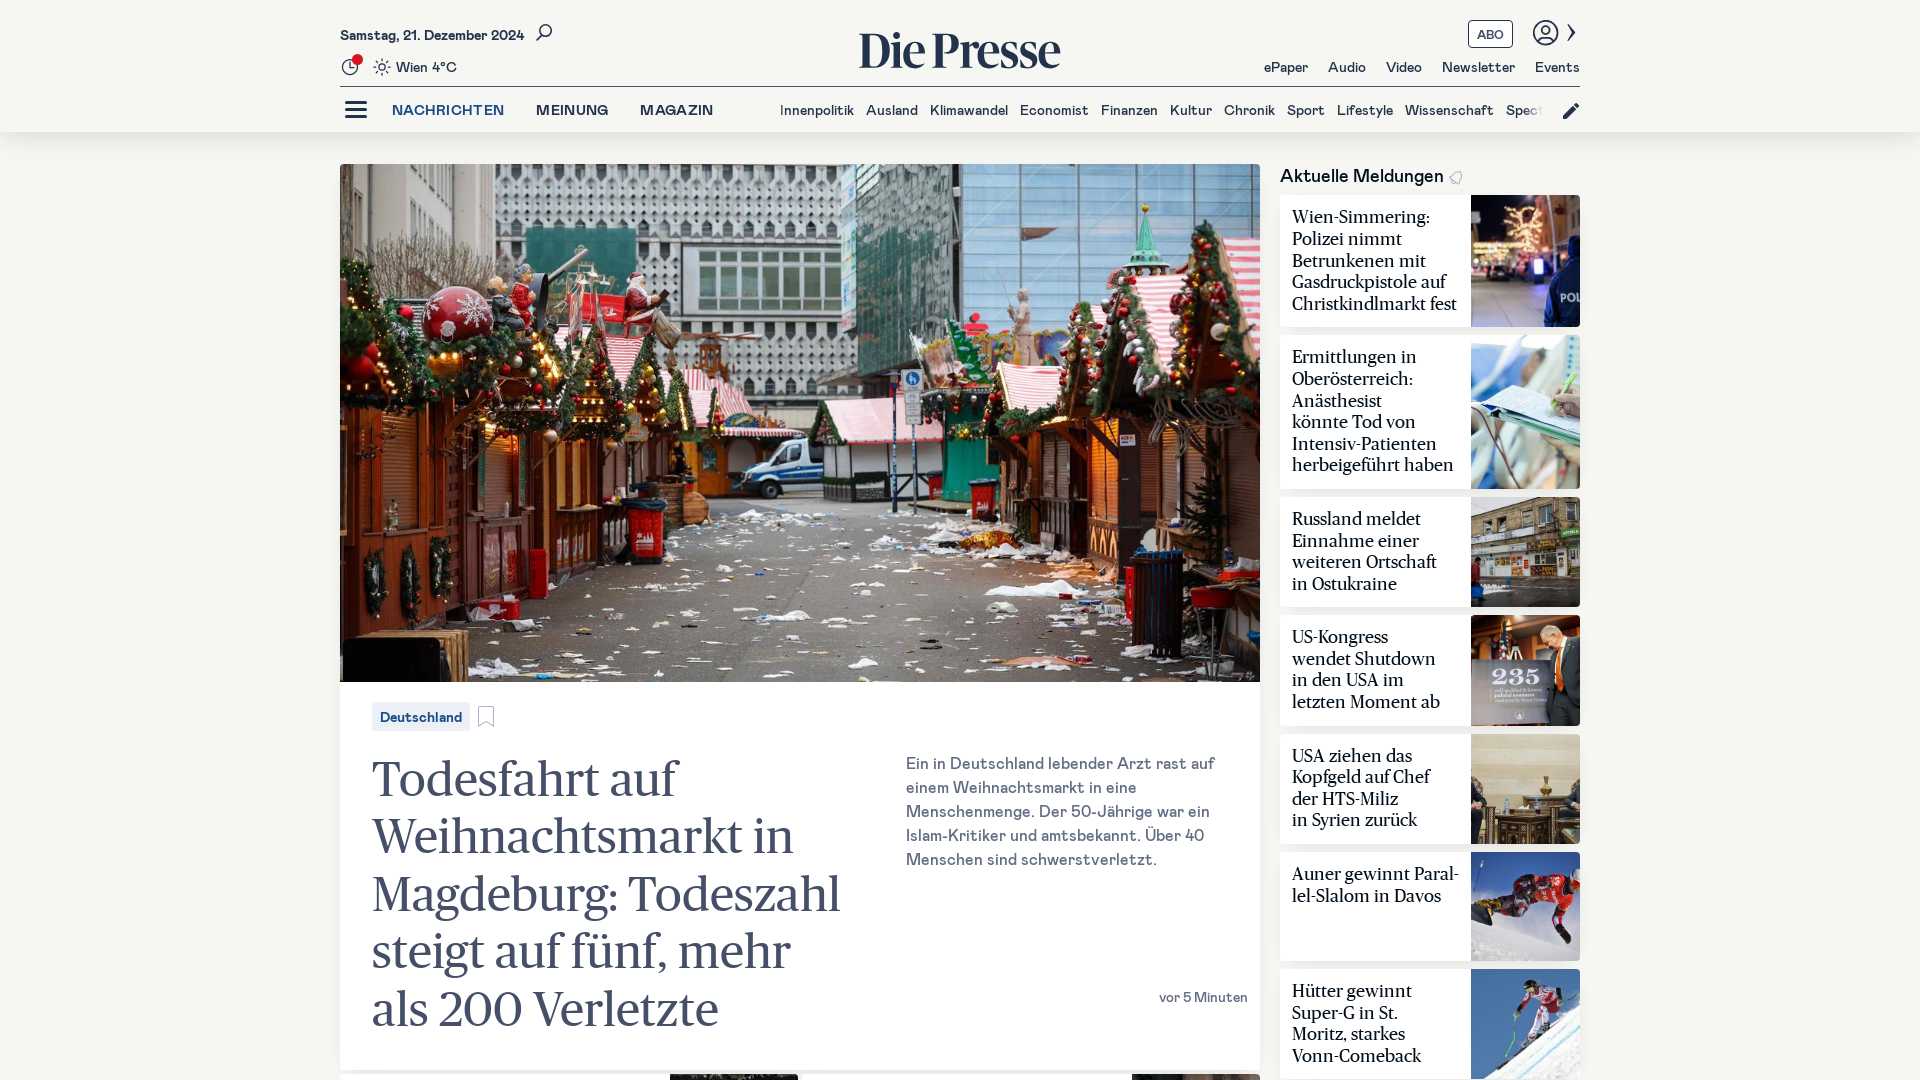 Samstag, 21. Dezember 2024
Wien 4°C
Die Presse
ABO
ePaper Audio Video Newsletter Events
NACHRICHTEN MEINUNG MAGAZIN
Innenpolitik Ausland Klimawandel Economist Finanzen Kultur Chronik Sport Lifestyle Wissenschaft Spect
Deutschland
Todesfahrt auf
Weihnachtsmarkt in
Magdeburg: Todeszahl
steigt auf fünf, mehr
als 200 Verletzte
Ein in Deutschland lebender Arzt rast auf
einem Weihnachtsmarkt in eine
Menschenmenge. Der 50-Jährige war ein
Islam-Kritiker und amtsbekannt. Über 40
Menschen sind schwerstverletzt.
vor 5 Minuten
Aktuelle Meldungen
Wien-Simmering:
Polizei nimmt
Betrunkenen mit
Gasdruckpistole auf
Christkindlmarkt fest
POL
Ermittlungen in
Oberösterreich:
Anästhesist
könnte Tod von
Intensiv-Patienten
herbeigeführt haben
Russland meldet
Einnahme einer
weiteren Ortschaft
in Ostukraine
US-Kongress
wendet Shutdown
in den USA im
letzten Moment ab
235
USA ziehen das
Kopfgeld auf Chef
der HTS-Miliz
in Syrien zurück
Auner gewinnt Paral-
lel-Slalom in Davos
Hütter gewinnt
Super-G in St.
Moritz, starkes
Vonn-Comeback